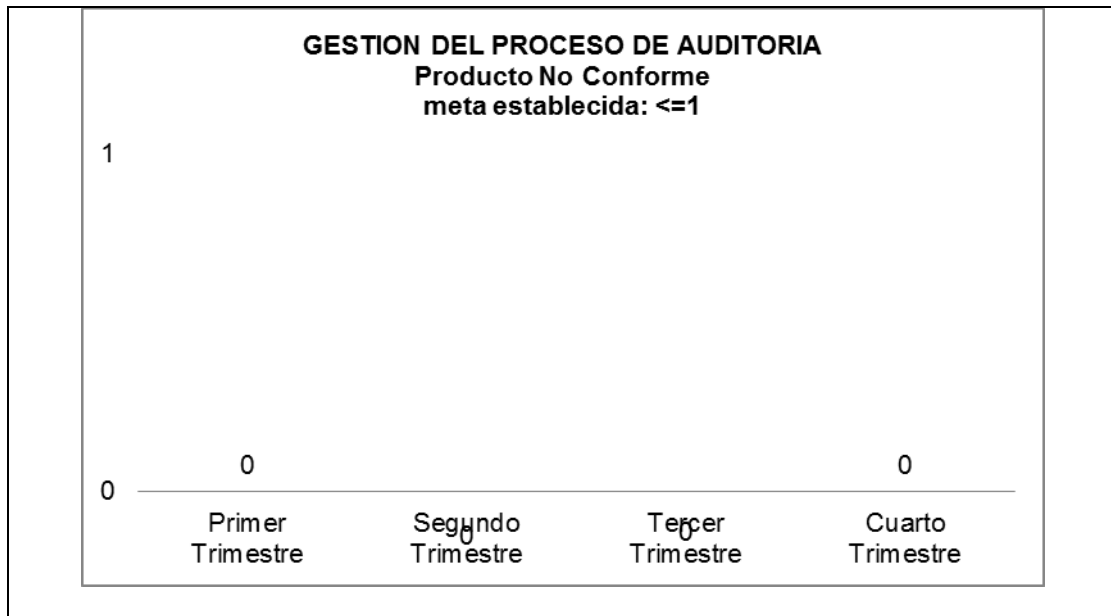 GESTION DEL PROCESO DE AUDITORIA
Producto No Conforme
meta establecida: <=1
1
0 0
0
Primer Segundo Tercer Cuarto
0 0
Trimestre Trimestre Trimestre Trimestre